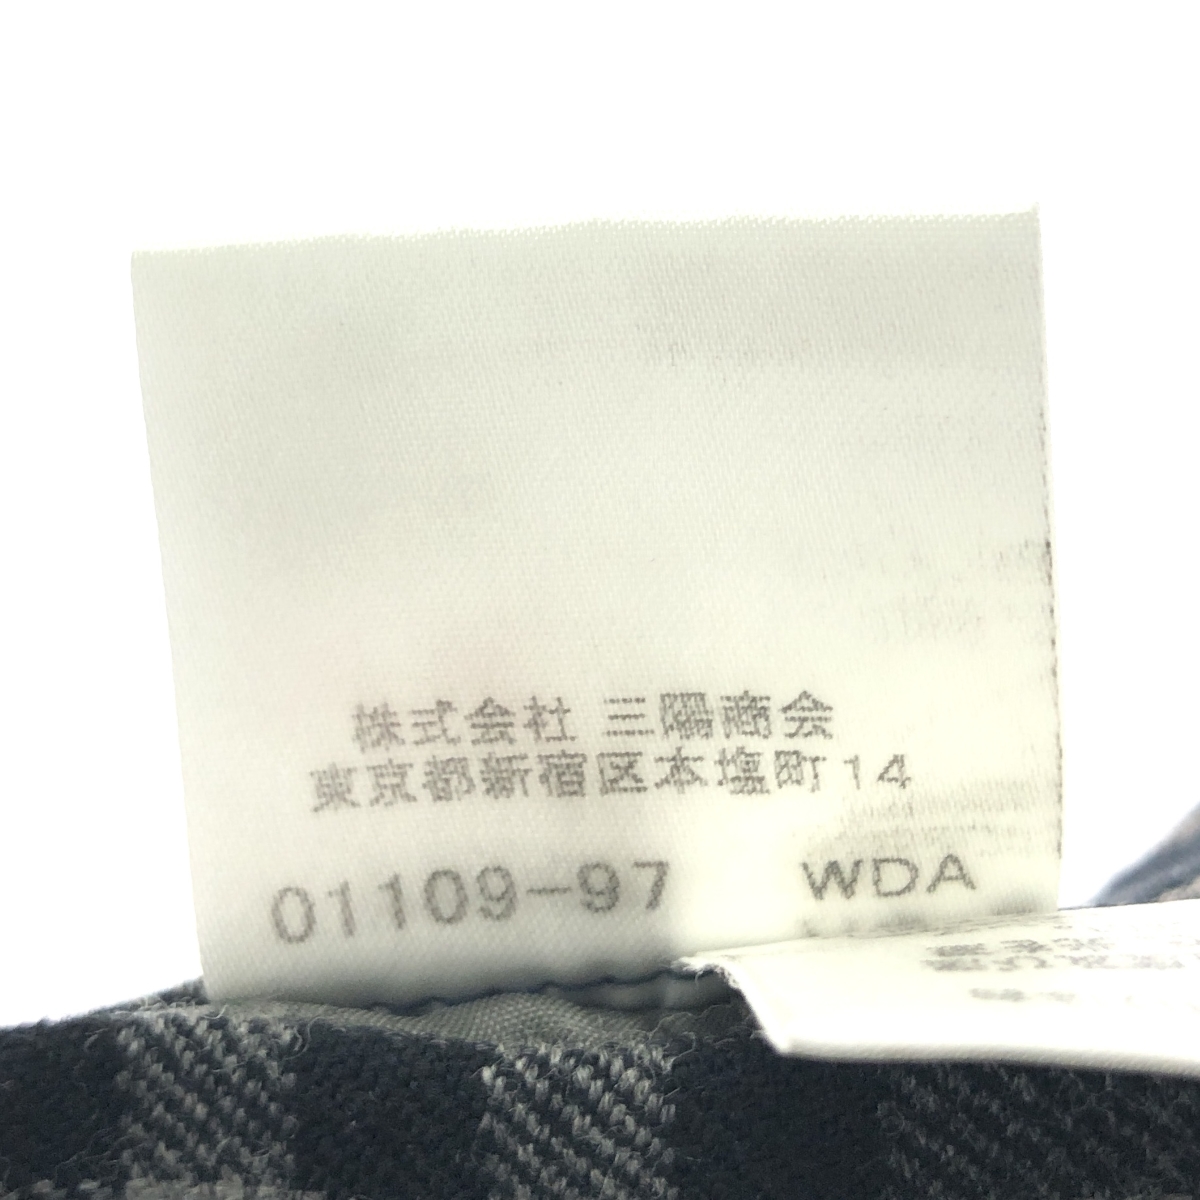 株式会社 三陽商会
東京都新宿区本塩町14
01109-97 WDA